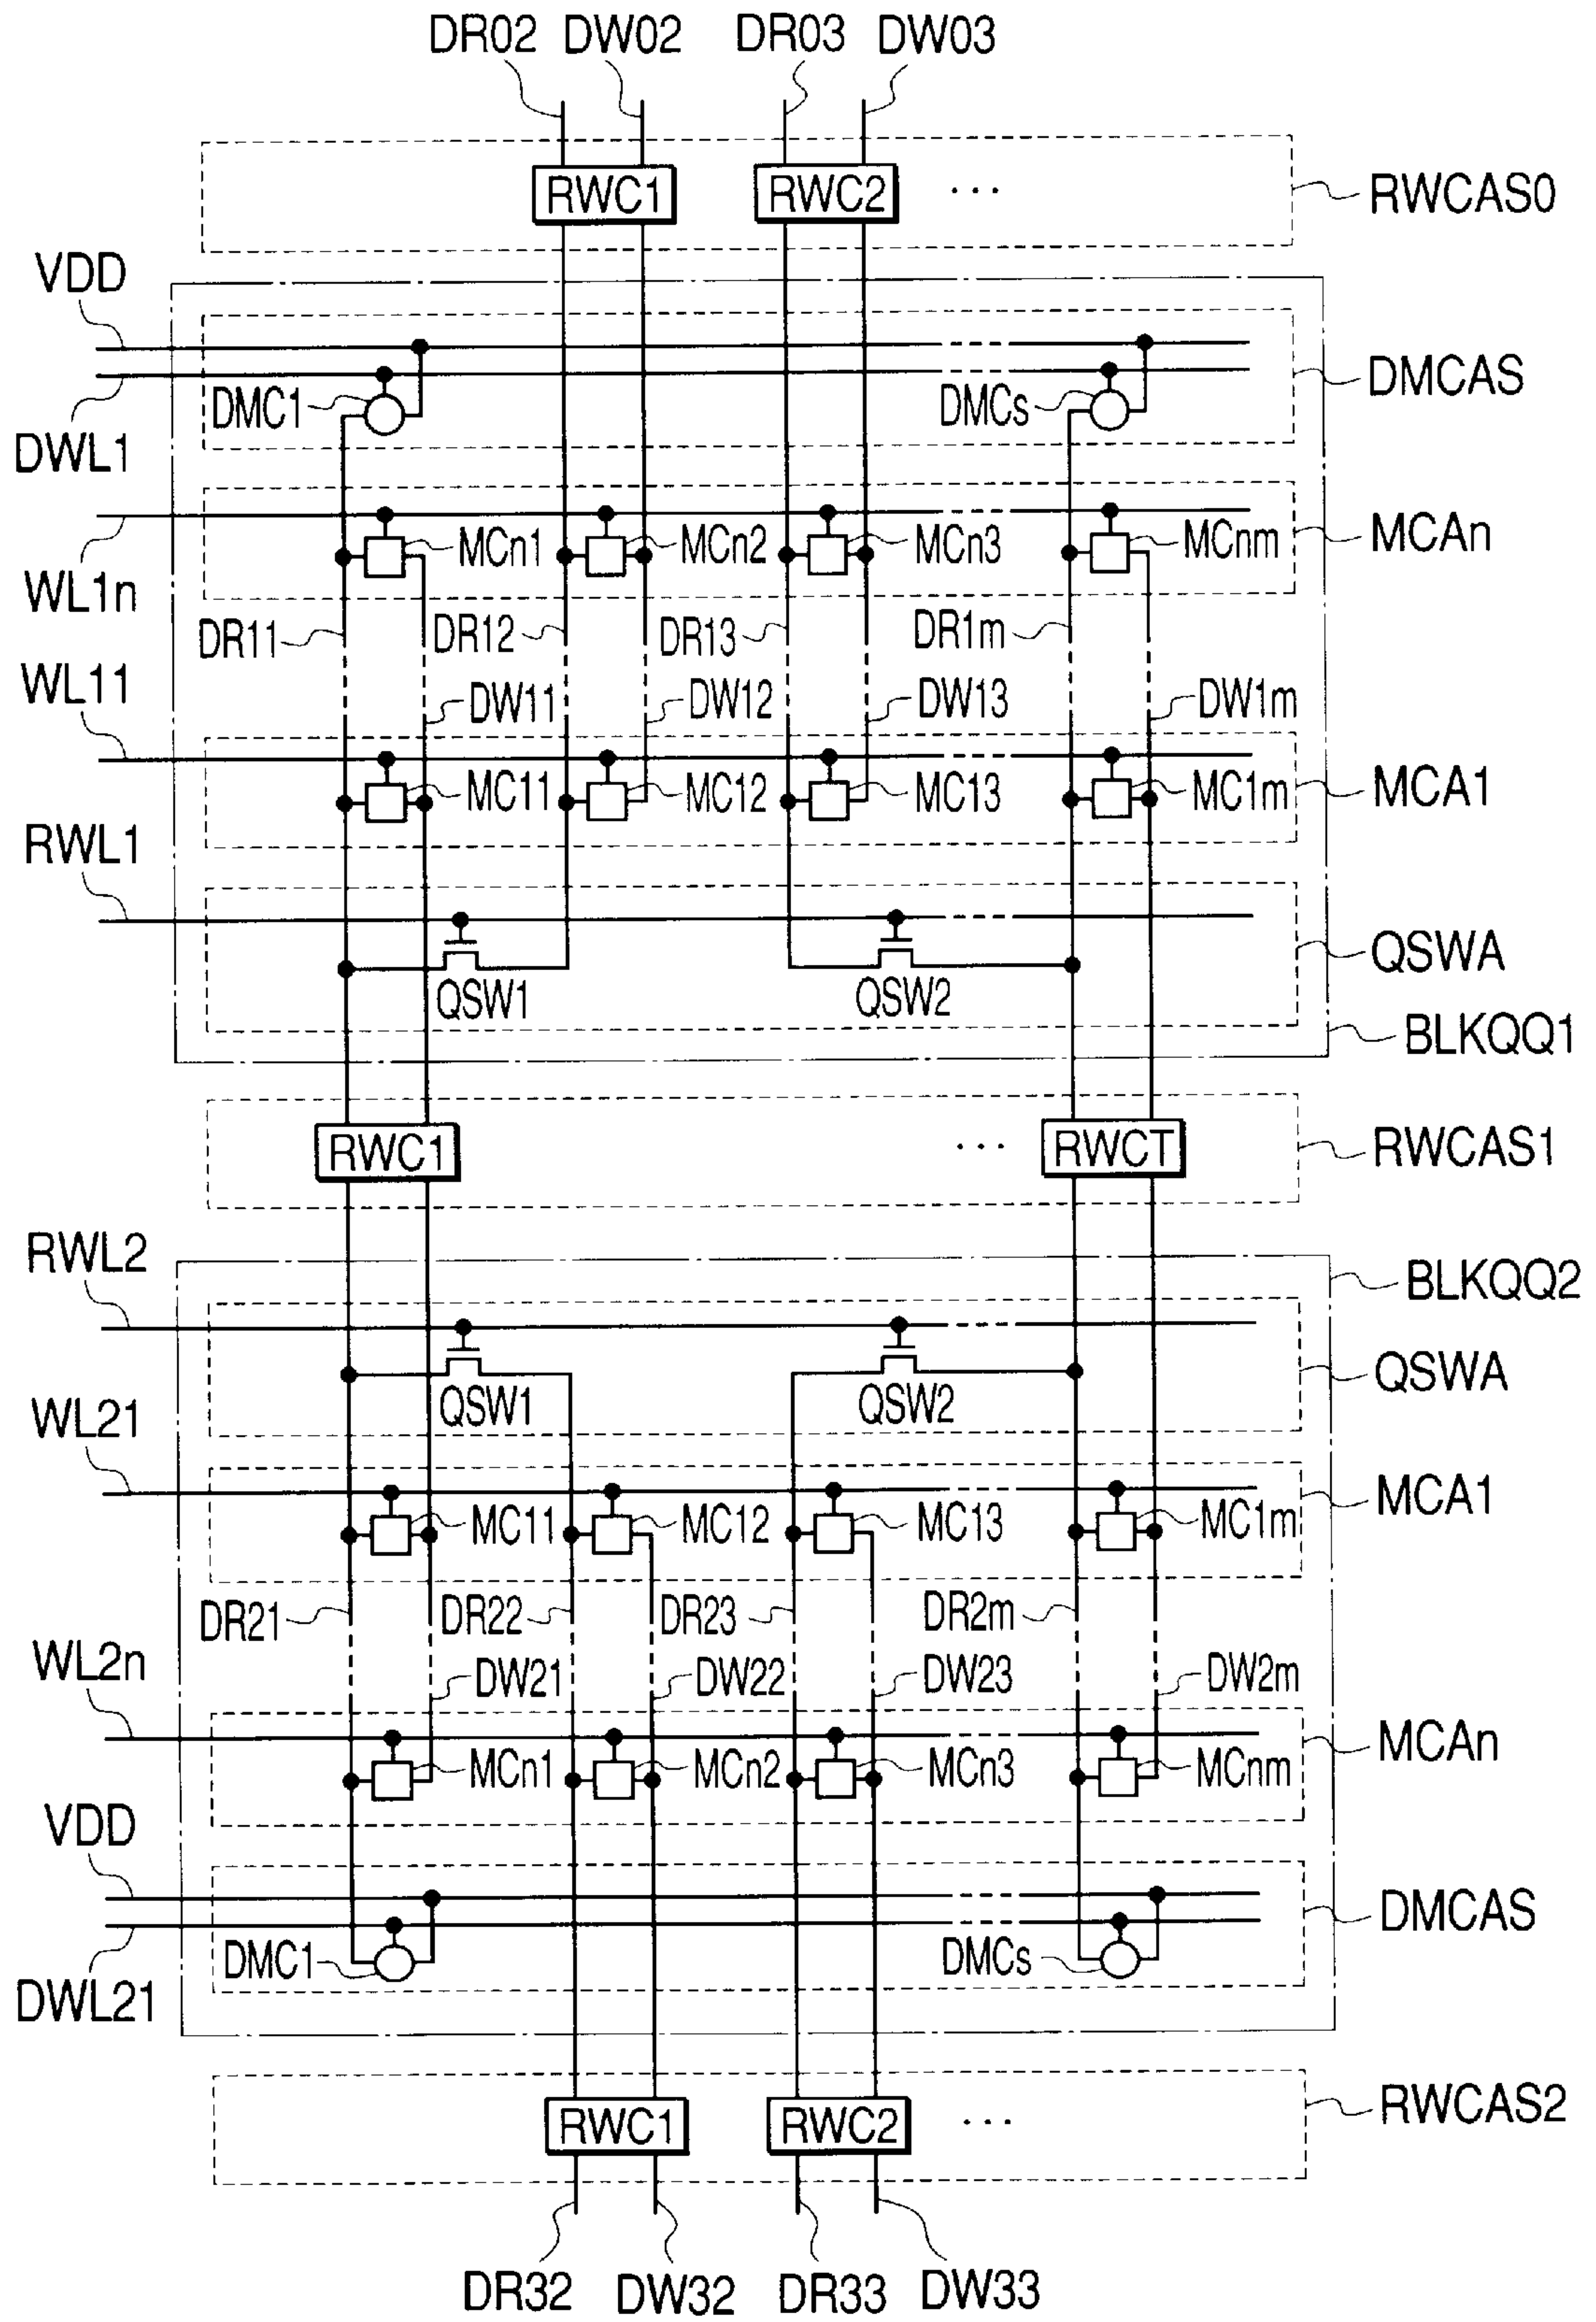 DR02 DW02 DR03 DW03
RWC1 RWC2 ... RWCAS0
VDD
DMC1 DMCs DMCAS
DWL1
MCn1 MCn2 MCn3 MCnm MCAn
WL1n
DR11 DR12 DR13 DR1m
WL11
DW11 DW12 DW13 DW1m
MC11 MC12 MC13 MC1m MCA1
RWL1
QSWA
QSW1 QSW2
BLKQQ1
RWC1 ... RWCT RWCAS1
RWL2
BLKQQ2
QSWA
QSW1 QSW2
WL21
MC11 MC12 MC13 MC1m MCA1
DR21 DR22 DR23 DR2m
WL2n
DW21 DW22 DW23 DW2m
MCn1 MCn2 MCn3 MCnm MCAn
VDD
DMCAS
DMC1 DMCs
DWL21
RWC1 RWC2 ... RWCAS2
DR32 DW32 DR33 DW33